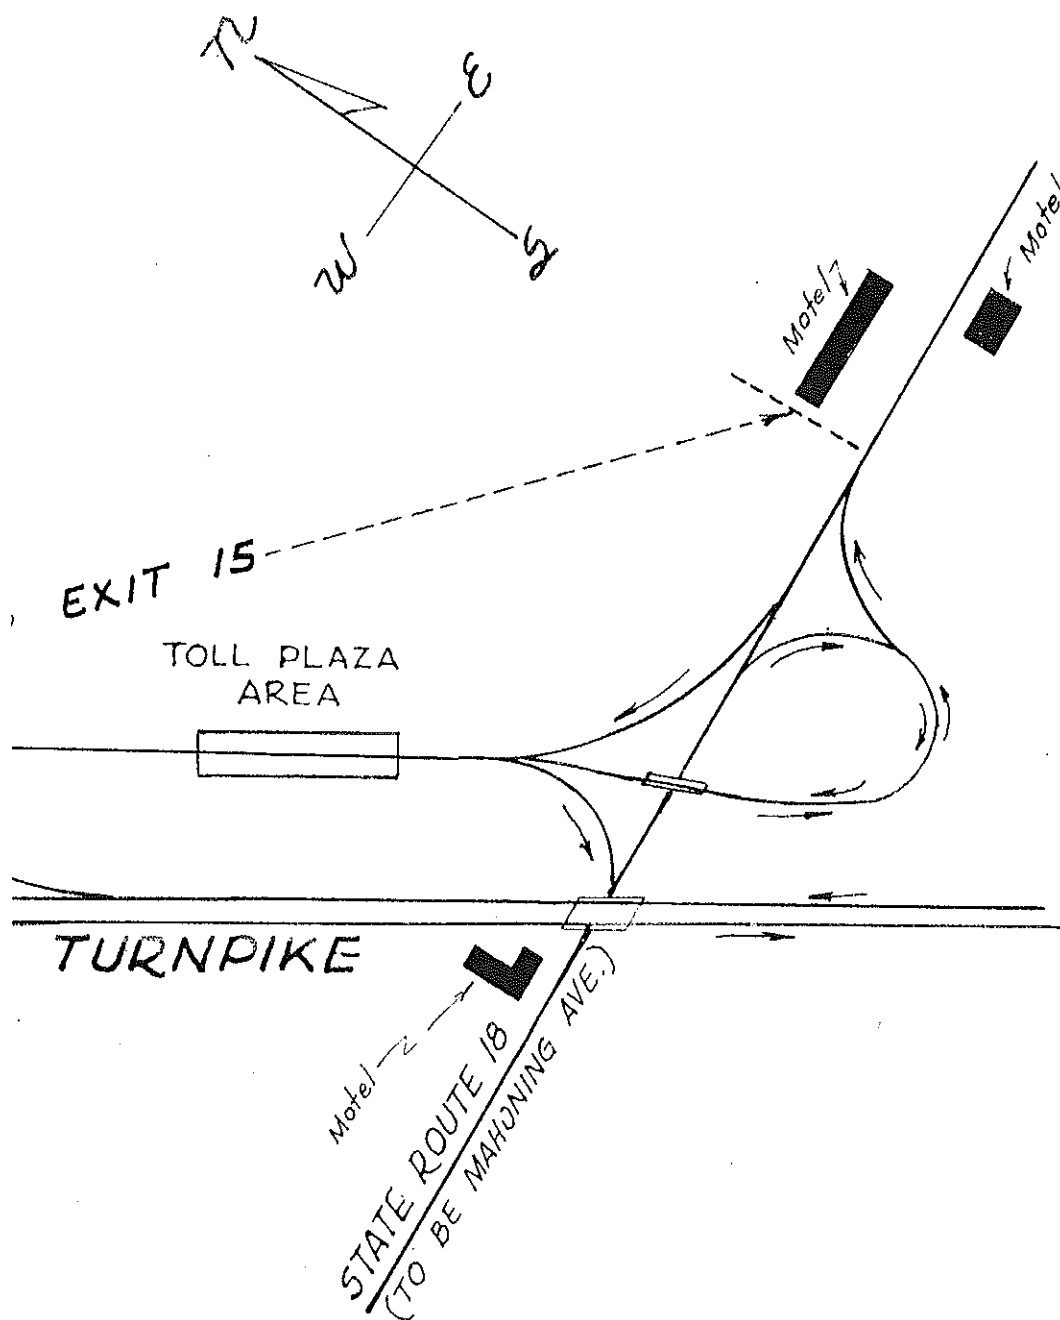 N
E
W
S
Motel
Motel
EXIT 15
TOLL PLAZA
AREA
TURNPIKE
Motel
STATE ROUTE 18
(TO BE MAHONING AVE.)